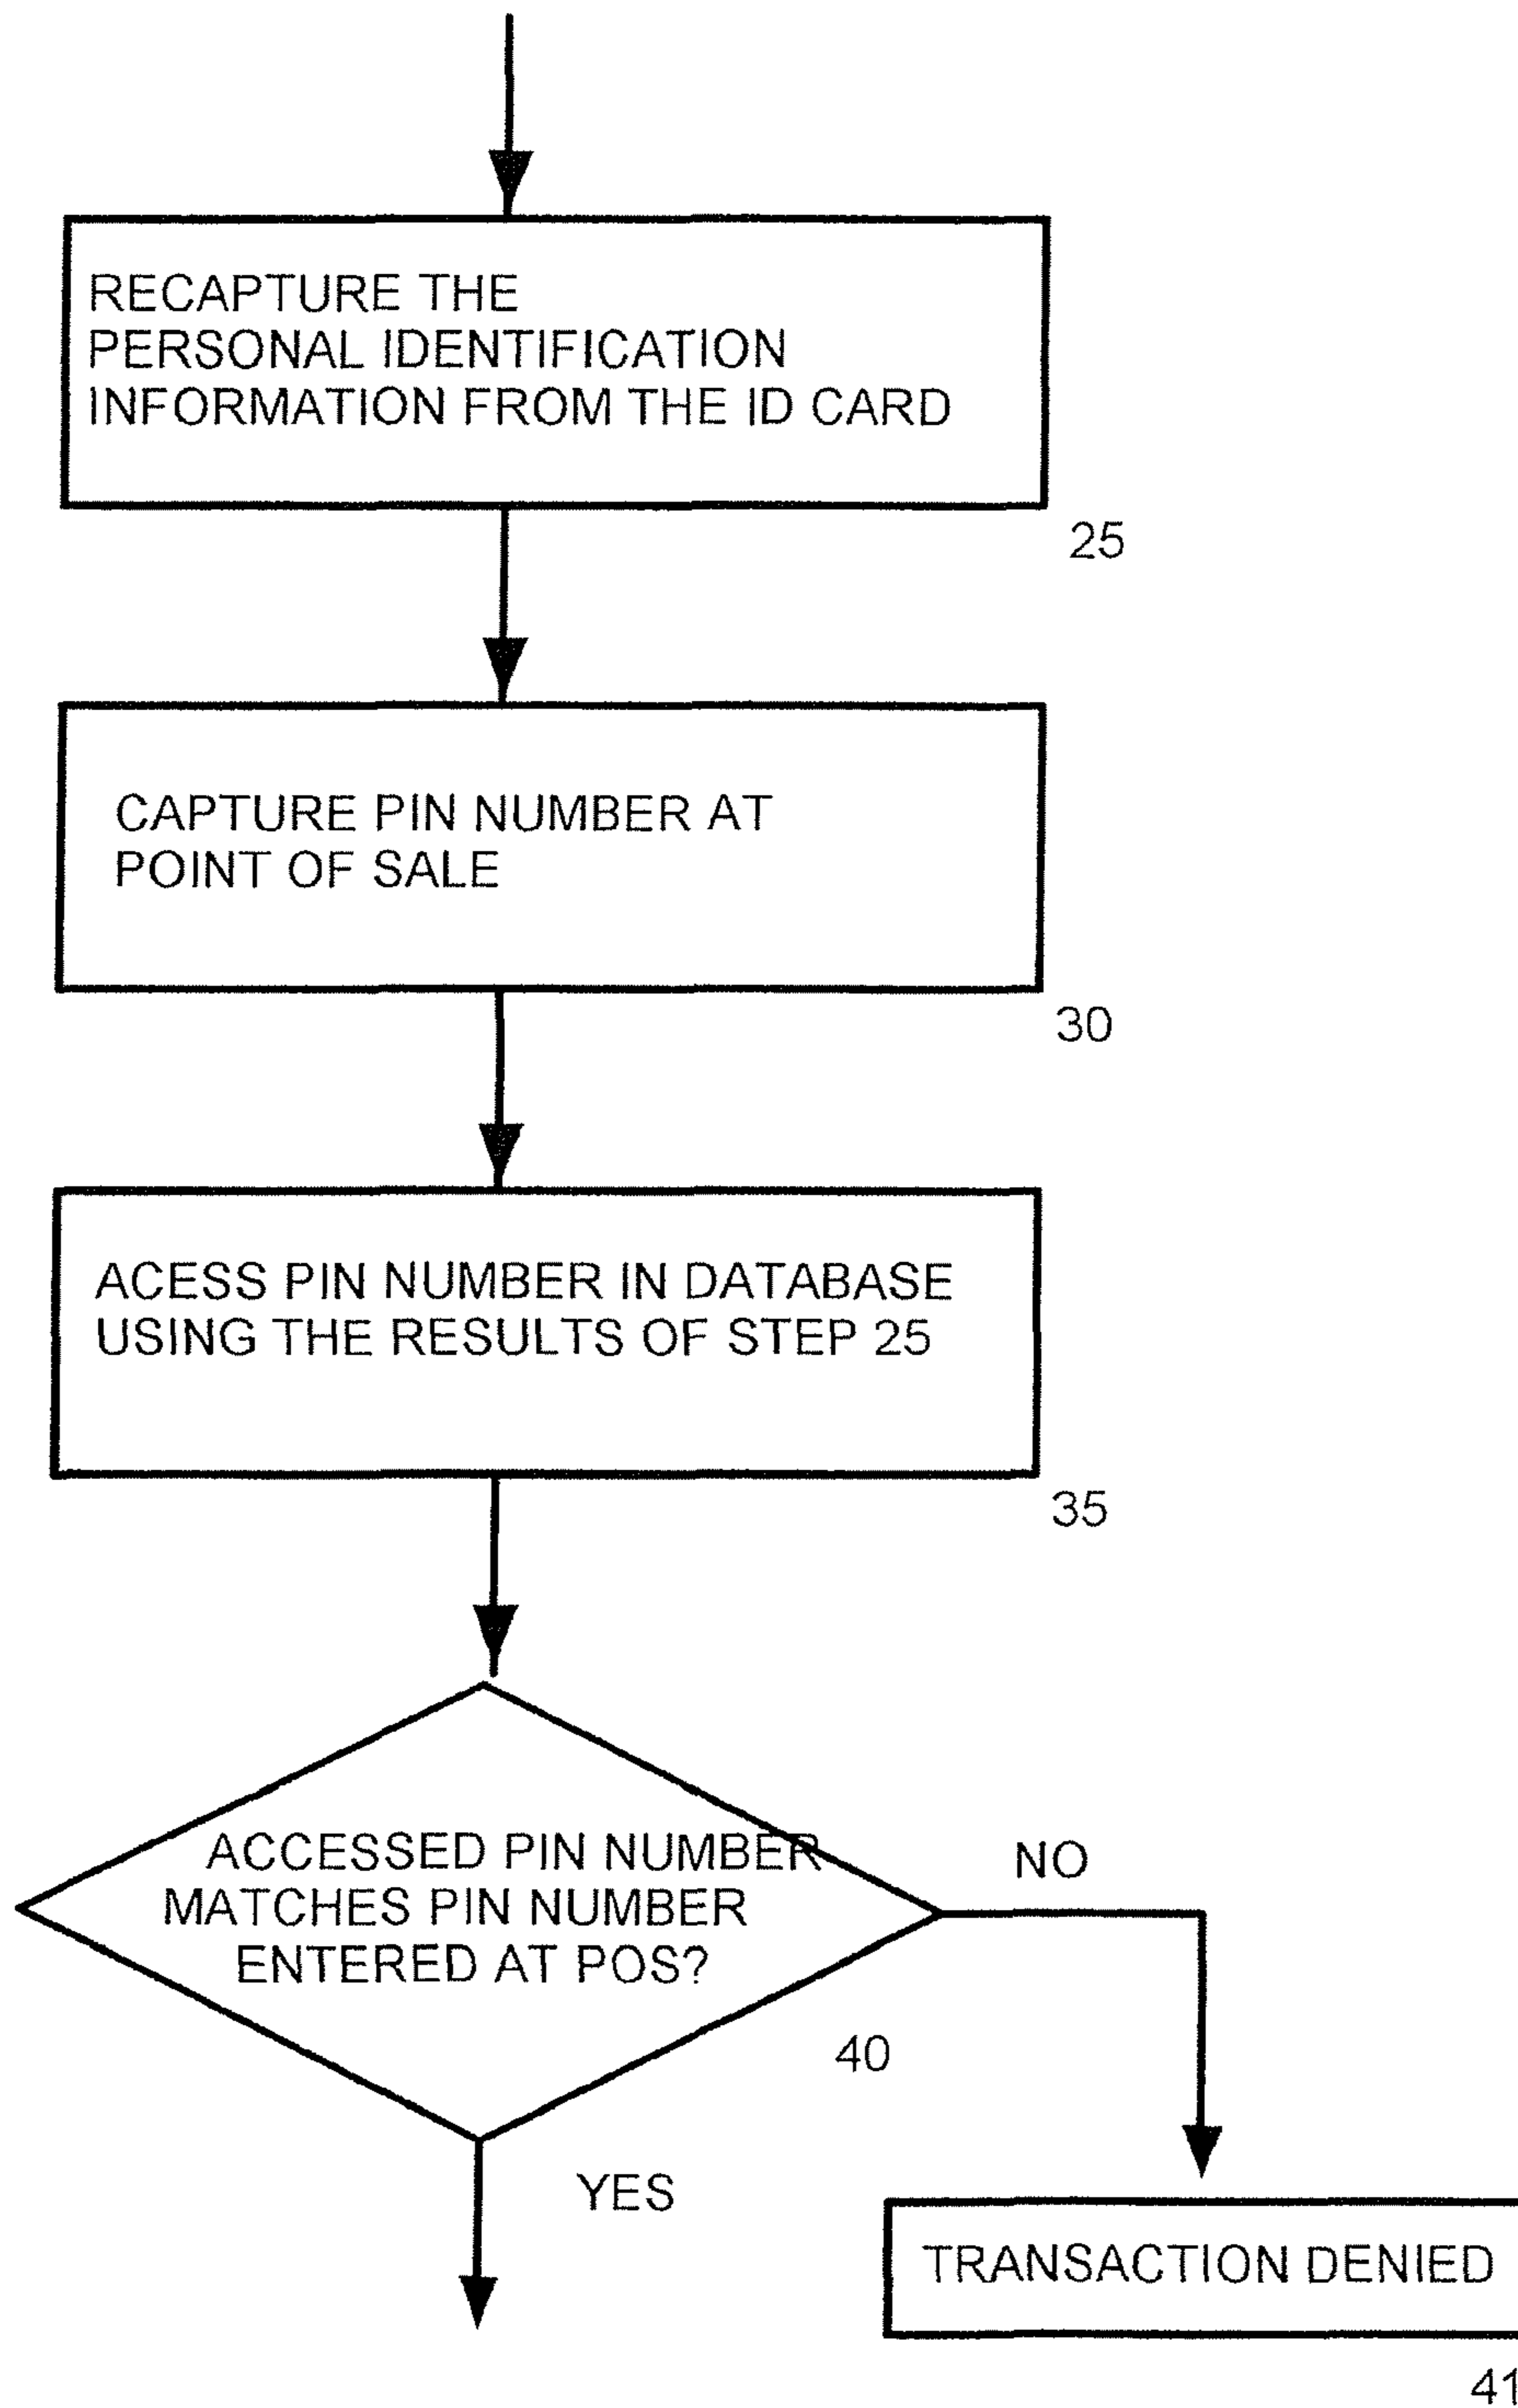 RECAPTURE THE
PERSONAL IDENTIFICATION
INFORMATION FROM THE ID CARD
25
CAPTURE PIN NUMBER AT
POINT OF SALE
30
ACESS PIN NUMBER IN DATABASE
USING THE RESULTS OF STEP 25
35
ACCESSED PIN NUMBER
MATCHES PIN NUMBER
ENTERED AT POS?
NO
40
YES
TRANSACTION DENIED
41